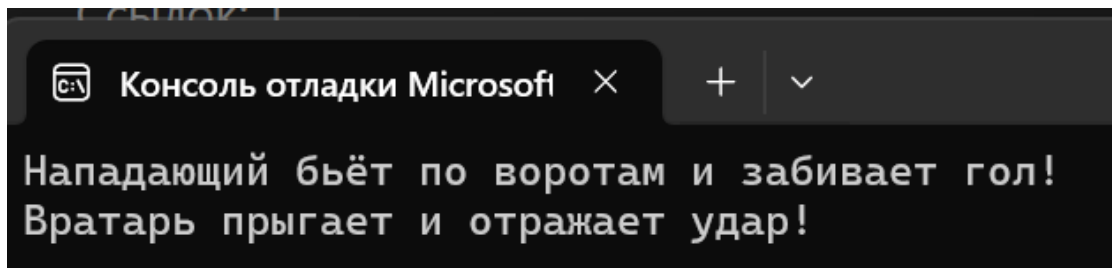 Консоль отладки Microsoft
Нападающий бьёт по воротам и забивает гол!
Вратарь прыгает и отражает удар!